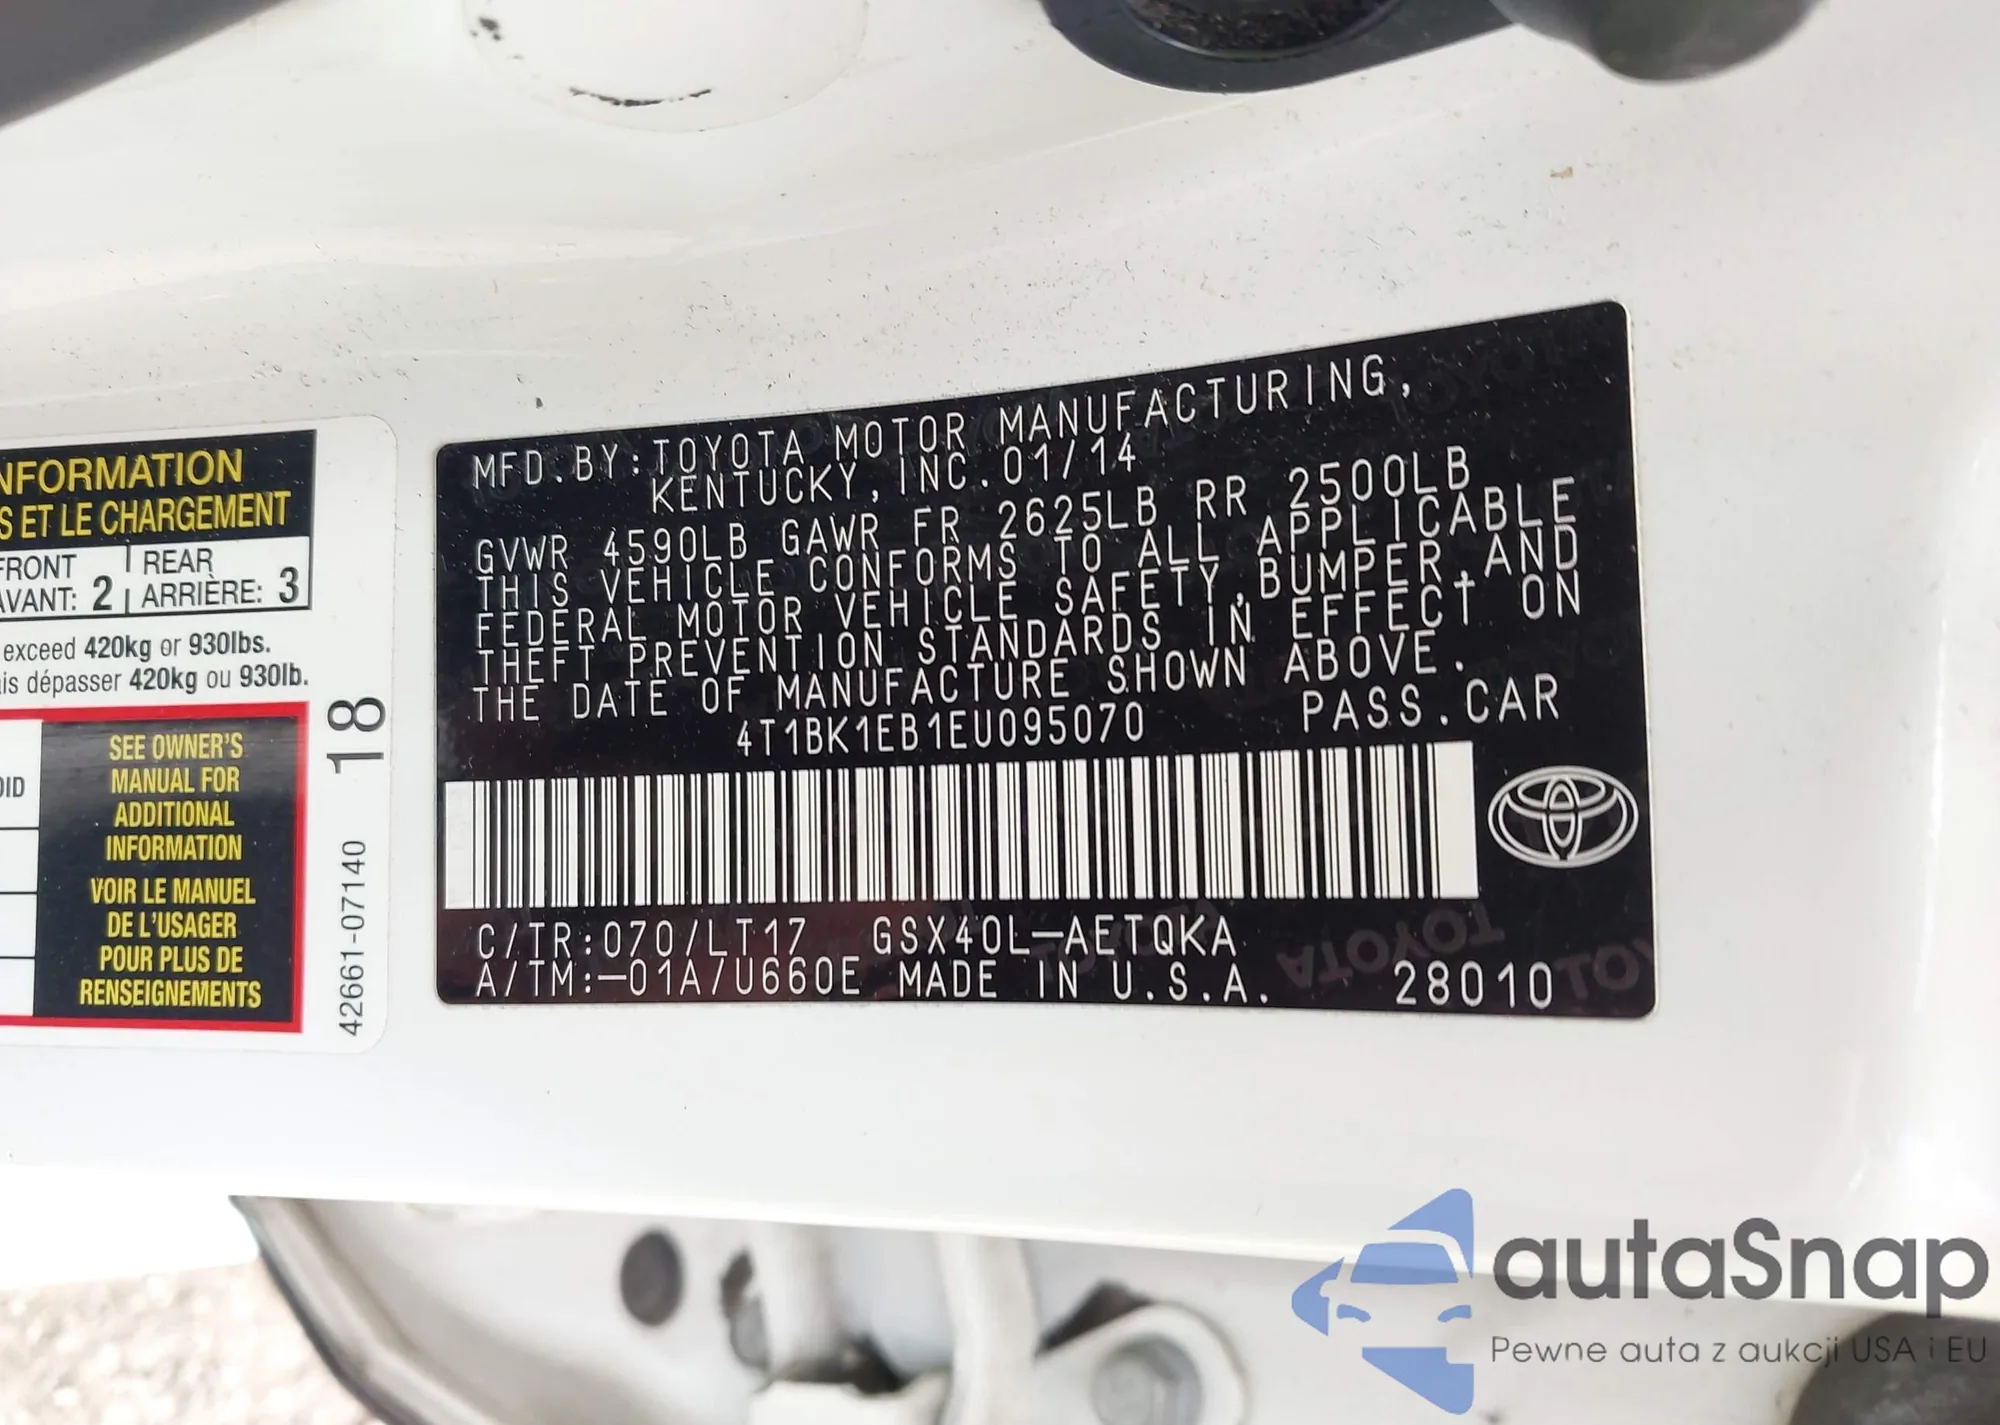 NFORMATION
S ET LE CHARGEMENT
FRONT
REAR
AVANT: 2
ARRIÈRE: 3
exceed 420kg or 930lbs.
is dépasser 420kg ou 930lb.
OID
SEE OWNER'S
MANUAL FOR
ADDITIONAL
INFORMATION
VOIR LE MANUEL
DE L'USAGER
POUR PLUS DE
RENSEIGNEMENTS
18
42661-07140
MFD.BY:TOYOTA MOTOR MANUFACTURING,
KENTUCKY, INC.01/14
GVWR 4590LB GAWR FR 2625LB RR 2500LB
THIS VEHICLE CONFORMS TO ALL APPLICABLE
FEDERAL MOTOR VEHICLE SAFETY,BUMPER,AND
THEFT PREVENTION STANDARDS IN EFFECT ON
THE DATE OF MANUFACTURE SHOWN ABOVE.
4T1BK1EB1EU095070 PASS.CAR
C/TR:070/LT17 GSX40L-AETQKA
A/TM:-01A/U660E MADE IN U.S.A. 28010
TOYOTA
autaSnap
Pewne auta z aukcji USA i EU